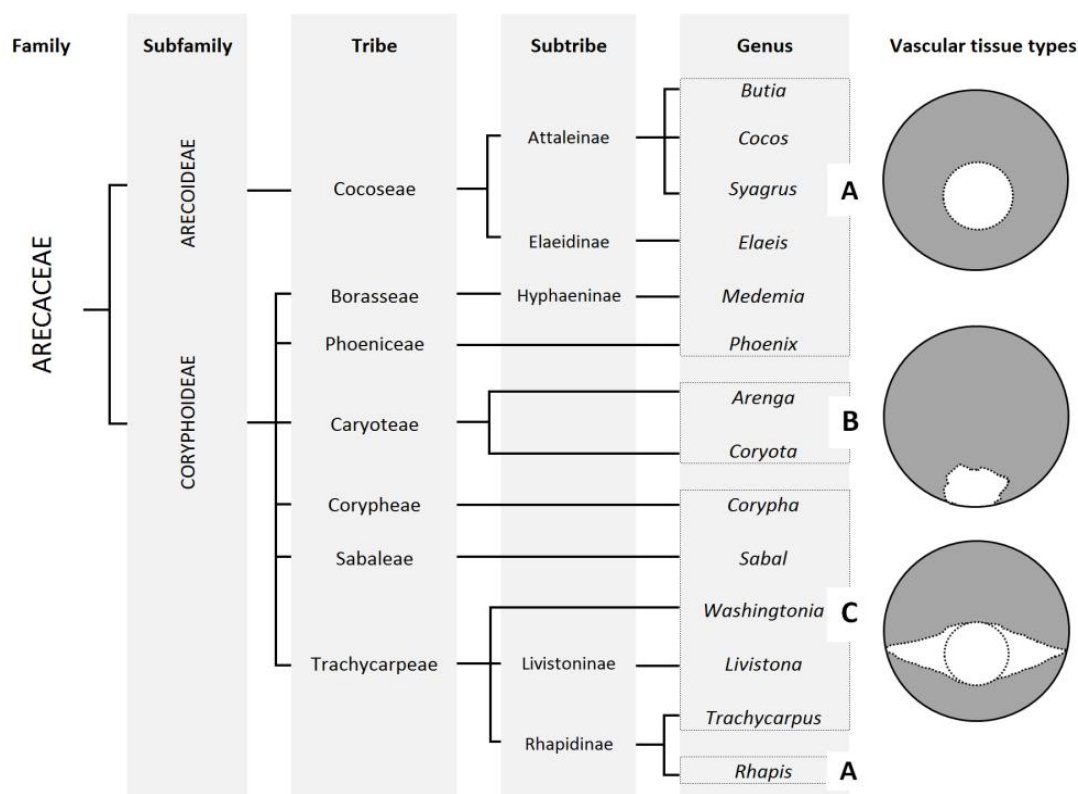 Family Subfamily Tribe Subtribe Genus Vascular tissue types
ARECACEAE
ARECOIDEAE
CORYPHOIDEAE
Cocoseae
Borasseae
Phoeniceae
Caryoteae
Corypheae
Sabaleae
Trachycarpeae
Attaleinae
Elaeidinae
Hyphaeninae
Livistoninae
Rhapidinae
Butia
Cocos
Syagrus
Elaeis
Medemia
Phoenix
Arenga
Coryota
Corypha
Sabal
Washingtonia
Livistona
Trachycarpus
Rhapis
A
B
C
A